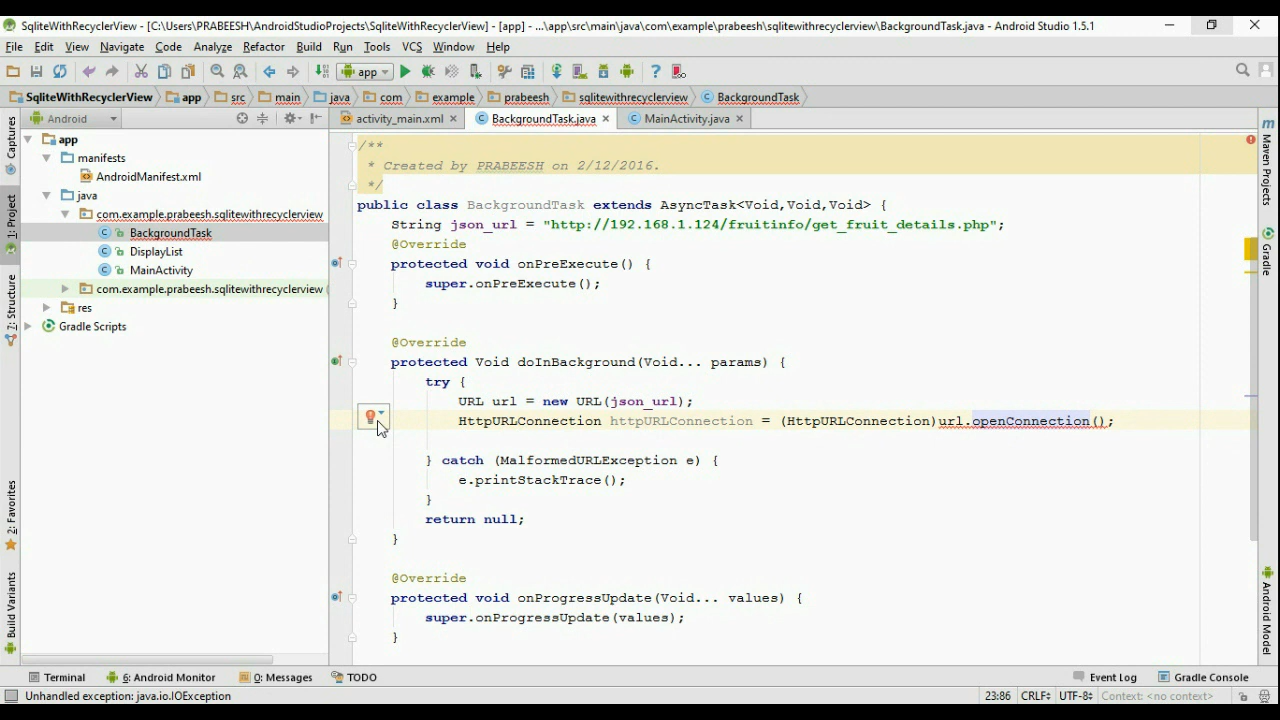 SqliteWithRecyclerView - [C:\Users\PRABEESH\AndroidStudioProjects\SqliteWithRecyclerView] - [app] - ...\app\src\main\java\com\example\prabeesh\sqlitewithrecyclerview\BackgroundTask.java - Android Studio 1.5.1
File Edit View Navigate Code Analyze Refactor Build Run Tools VCS Window Help
app
SqliteWithRecyclerView app src main java com example prabeesh sqlitewithrecyclerview BackgroundTask
Android
activity_main.xml BackgroundTask.java MainActivity.java
Captures
1: Project
7: Structure
2: Favorites
Build Variants
app
manifests
AndroidManifest.xml
java
com.example.prabeesh.sqlitewithrecyclerview
BackgroundTask
DisplayList
MainActivity
com.example.prabeesh.sqlitewithrecyclerview
res
Gradle Scripts
/**
* Created by PRABEESH on 2/12/2016.
*/
public class BackgroundTask extends AsyncTask<Void,Void,Void> {
String json_url = "http://192.168.1.124/fruitinfo/get_fruit_details.php";
@Override
protected void onPreExecute() {
super.onPreExecute();
}
@Override
protected Void doInBackground(Void... params) {
try {
URL url = new URL(json_url);
HttpURLConnection httpURLConnection = (HttpURLConnection)url.openConnection();
} catch (MalformedURLException e) {
e.printStackTrace();
}
return null;
}
@Override
protected void onProgressUpdate(Void... values) {
super.onProgressUpdate(values);
}
m
Maven Projects
Gradle
Android Model
Terminal 6: Android Monitor 0: Messages TODO Event Log Gradle Console
Unhandled exception: java.io.IOException 23:86 CRLF UTF-8 Context: <no context>